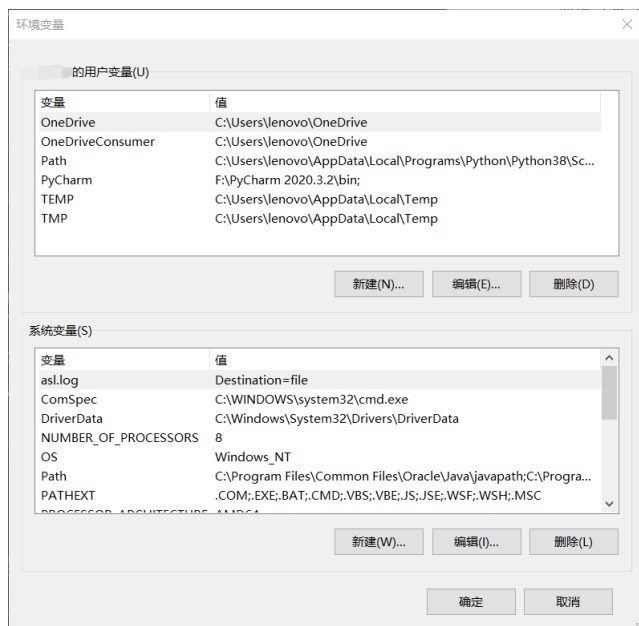 环境变量
的用户变量(U)
变量 值
OneDrive C:\Users\lenovo\OneDrive
OneDriveConsumer C:\Users\lenovo\OneDrive
Path C:\Users\lenovo\AppData\Local\Programs\Python\Python38\Sc...
PyCharm F:\PyCharm 2020.3.2\bin;
TEMP C:\Users\lenovo\AppData\Local\Temp
TMP C:\Users\lenovo\AppData\Local\Temp
新建(N)... 编辑(E)... 删除(D)
系统变量(S)
变量 值
asl.log Destination=file
ComSpec C:\WINDOWS\system32\cmd.exe
DriverData C:\Windows\System32\Drivers\DriverData
NUMBER_OF_PROCESSORS 8
OS Windows_NT
Path C:\Program Files\Common Files\Oracle\Java\javapath;C:\Progra...
PATHEXT .COM;.EXE;.BAT;.CMD;.VBS;.VBE;.JS;.JSE;.WSF;.WSH;.MSC
PROCESSOR_ARCHITECTURE AMD64
新建(W)... 编辑(I)... 删除(L)
确定 取消